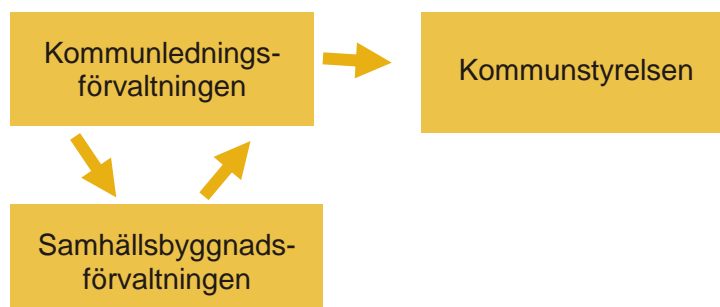 Kommunlednings-
förvaltningen
Kommunstyrelsen
Samhällsbyggnads-
förvaltningen